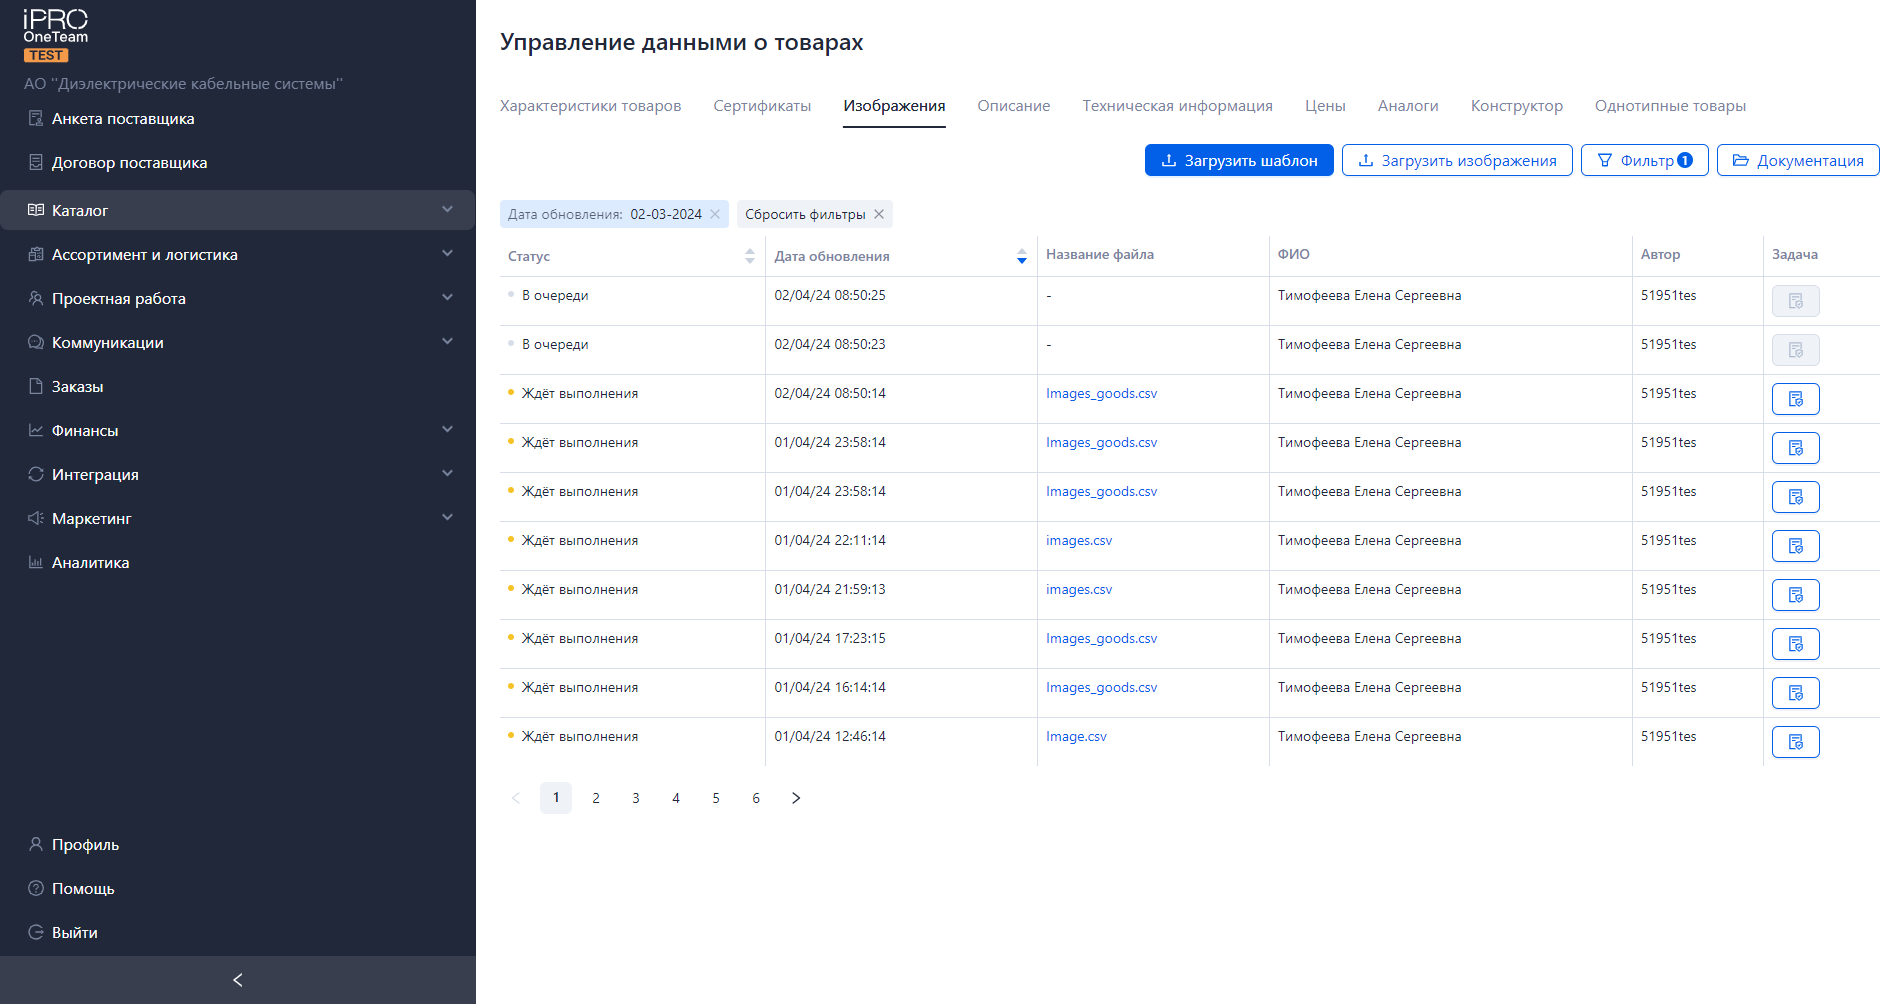 iPRO
OneTeam
TEST
АО "Диэлектрические кабельные системы"
Анкета поставщика
Договор поставщика
Каталог
Ассортимент и логистика
Проектная работа
Коммуникации
Заказы
Финансы
Интеграция
Маркетинг
Аналитика
Профиль
Помощь
Выйти
Управление данными о товарах
Характеристики товаров Сертификаты Изображения Описание Техническая информация Цены Аналоги Конструктор Однотипные товары
Загрузить шаблон Загрузить изображения Фильтр 1 Документация
Дата обновления: 02-03-2024 Сбросить фильтры
Статус Дата обновления Название файла ФИО Автор Задача
В очереди 02/04/24 08:50:25 - Тимофеева Елена Сергеевна 51951tes
В очереди 02/04/24 08:50:23 - Тимофеева Елена Сергеевна 51951tes
Ждёт выполнения 02/04/24 08:50:14 Images_goods.csv Тимофеева Елена Сергеевна 51951tes
Ждёт выполнения 01/04/24 23:58:14 Images_goods.csv Тимофеева Елена Сергеевна 51951tes
Ждёт выполнения 01/04/24 23:58:14 Images_goods.csv Тимофеева Елена Сергеевна 51951tes
Ждёт выполнения 01/04/24 22:11:14 images.csv Тимофеева Елена Сергеевна 51951tes
Ждёт выполнения 01/04/24 21:59:13 images.csv Тимофеева Елена Сергеевна 51951tes
Ждёт выполнения 01/04/24 17:23:15 Images_goods.csv Тимофеева Елена Сергеевна 51951tes
Ждёт выполнения 01/04/24 16:14:14 Images_goods.csv Тимофеева Елена Сергеевна 51951tes
Ждёт выполнения 01/04/24 12:46:14 Image.csv Тимофеева Елена Сергеевна 51951tes
1 2 3 4 5 6